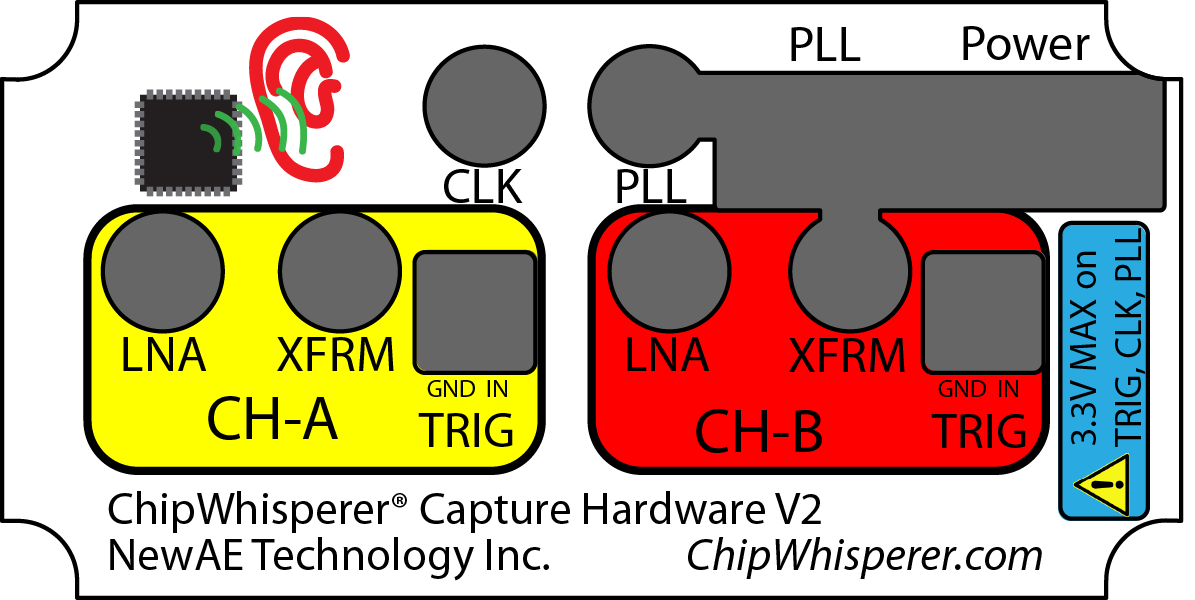 PLL Power
CLK PLL
LNA XFRM
GND IN
CH-A TRIG
LNA XFRM
GND IN
CH-B TRIG
3.3V MAX on
TRIG, CLK, PLL
ChipWhisperer® Capture Hardware V2
NewAE Technology Inc. ChipWhisperer.com